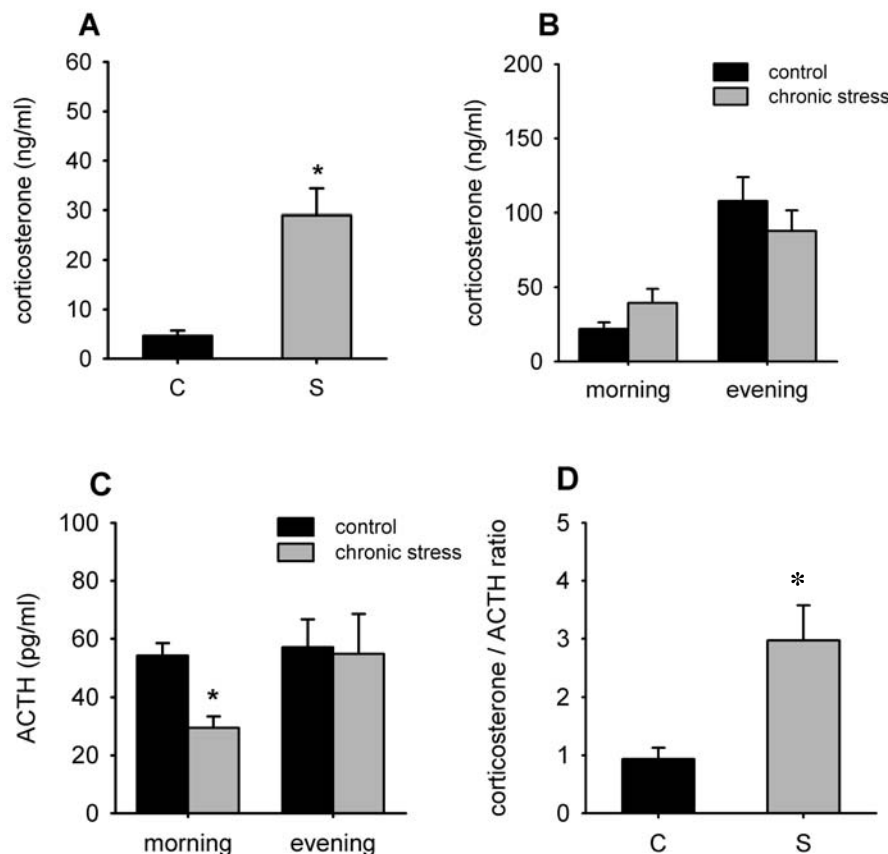 A
corticosterone (ng/ml)
60
50
40
30
20
10
0
*
C S
B
corticosterone (ng/ml)
200
150
100
50
0
control
chronic stress
morning evening
C
ACTH (pg/ml)
100
80
60
40
20
0
control
chronic stress
*
morning evening
D
corticosterone / ACTH ratio
5
4
3
2
1
0
*
C S